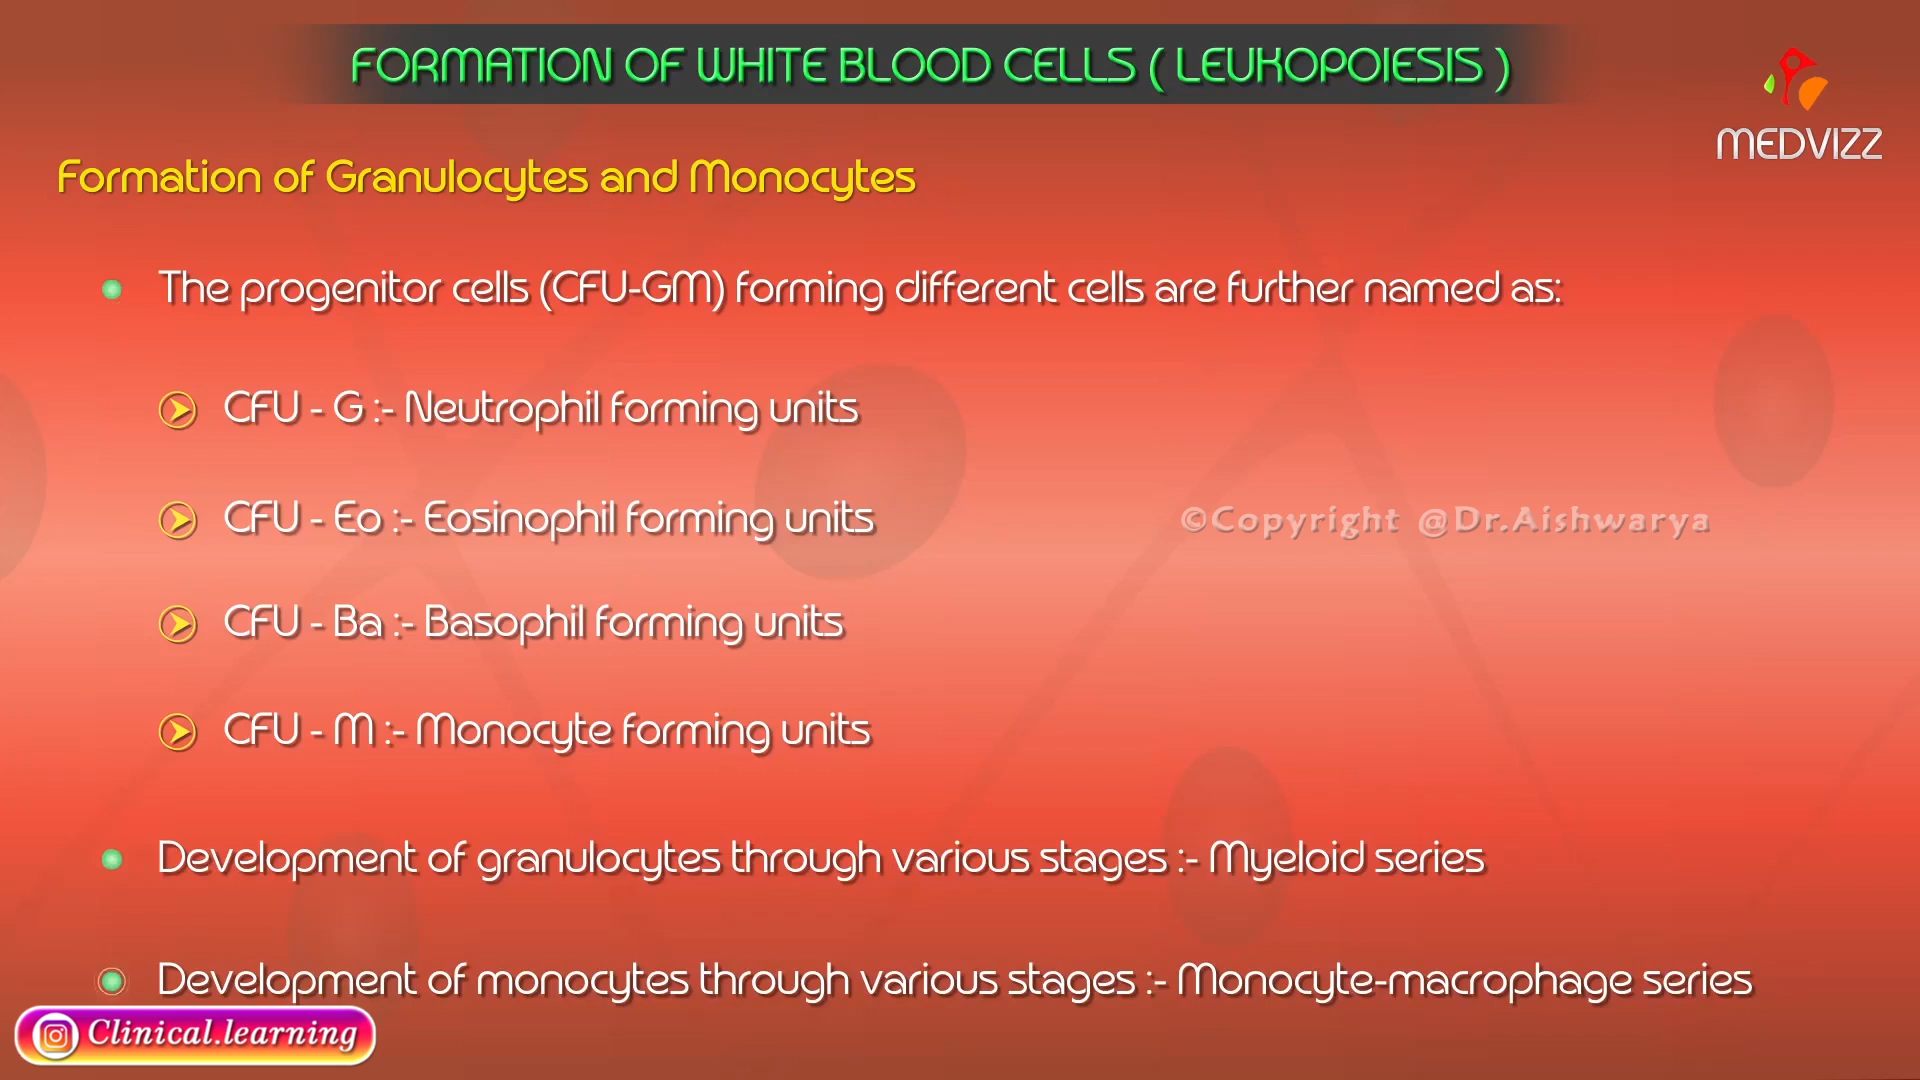 FORMATION OF WHITE BLOOD CELLS ( LEUKOPOIESIS )
MEDVIZZ
Formation of Granulocytes and Monocytes
The progenitor cells (CFU-GM) forming different cells are further named as:
CFU - G :- Neutrophil forming units
CFU - Eo :- Eosinophil forming units
©Copyright @Dr.Aishwarya
CFU - Ba :- Basophil forming units
CFU - M :- Monocyte forming units
Development of granulocytes through various stages :- Myeloid series
Development of monocytes through various stages :- Monocyte-macrophage series
Clinical.learning